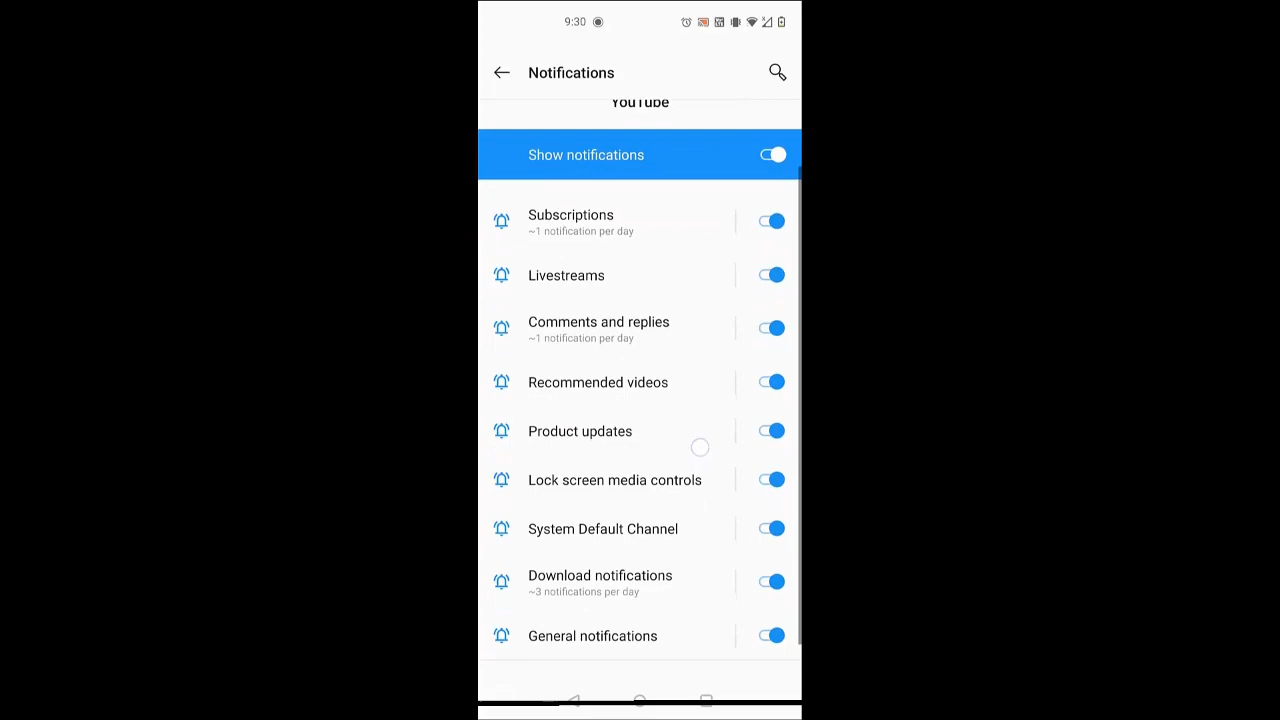 9:30
Notifications
YouTube
Show notifications
Subscriptions
~1 notification per day
Livestreams
Comments and replies
~1 notification per day
Recommended videos
Product updates
Lock screen media controls
System Default Channel
Download notifications
~3 notifications per day
General notifications